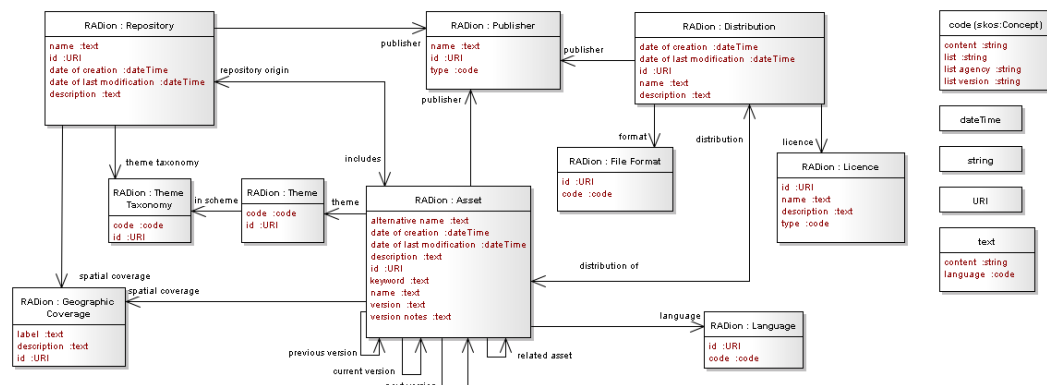 RADion : Repository
name :text
id :URI
date of creation :dateTime
date of last modification :dateTime
description :text
publisher
repository origin
RADion : Publisher
name :text
id :URI
type :code
publisher
publisher
RADion : Distribution
date of creation :dateTime
date of last modification :dateTime
id :URI
name :text
description :text
code (skos:Concept)
content :string
list :string
list agency :string
list version :string
dateTime
string
URI
text
content :string
language :code
format
distribution
licence
theme taxonomy
includes
RADion : File Format
id :URI
code :code
RADion : Licence
id :URI
name :text
description :text
type :code
RADion : Theme
Taxonomy
code :code
id :URI
in scheme
RADion : Theme
code :code
id :URI
theme
RADion : Asset
alternative name :text
date of creation :dateTime
date of last modification :dateTime
description :text
id :URI
keyword :text
name :text
version :text
version notes :text
distribution of
spatial coverage
spatial coverage
RADion : Geographic
Coverage
label :text
description :text
id :URI
language
RADion : Language
id :URI
code :code
previous version
current version
related asset
next version